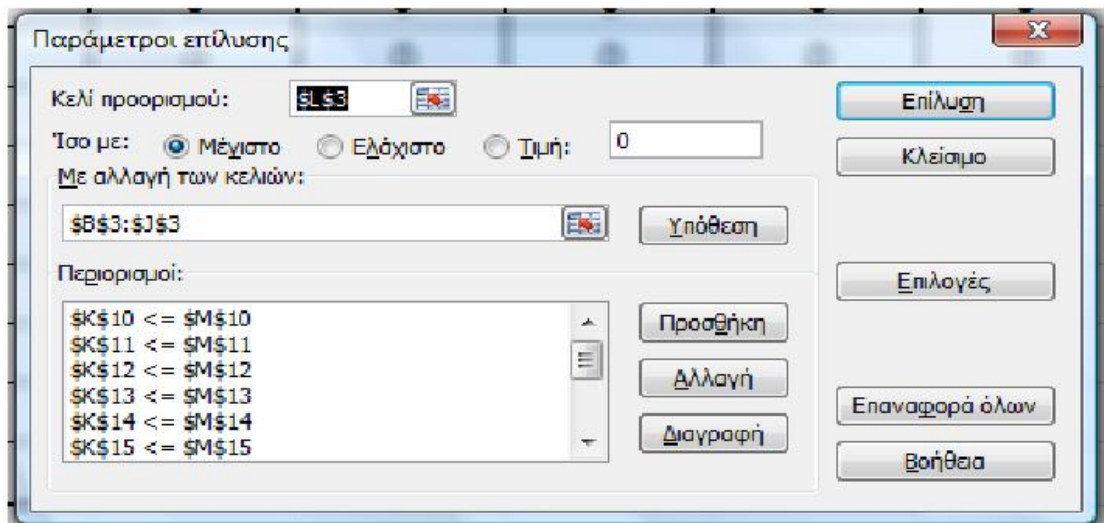 Παράμετροι επίλυσης
Κελί προορισμού: $L$3
Επίλυση
Ίσο με: Μέγιστο Ελάχιστο Τιμή: 0
Κλείσιμο
Με αλλαγή των κελιών:
$B$3:$J$3
Υπόθεση
Περιορισμοί:
Επιλογές
$K$10 <= $M$10
$K$11 <= $M$11
$K$12 <= $M$12
$K$13 <= $M$13
$K$14 <= $M$14
$K$15 <= $M$15
Προσθήκη
Αλλαγή
Διαγραφή
Επαναφορά όλων
Βοήθεια